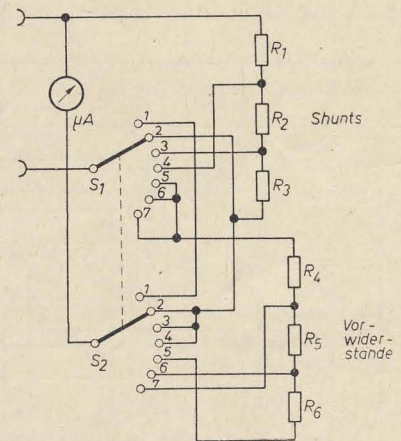 R1
μA
R2
Shunts
1
2
3
4
5
6
7
S1
R3
R4
1
2
3
4
5
6
7
S2
R5
Vor-
wider-
stände
R6